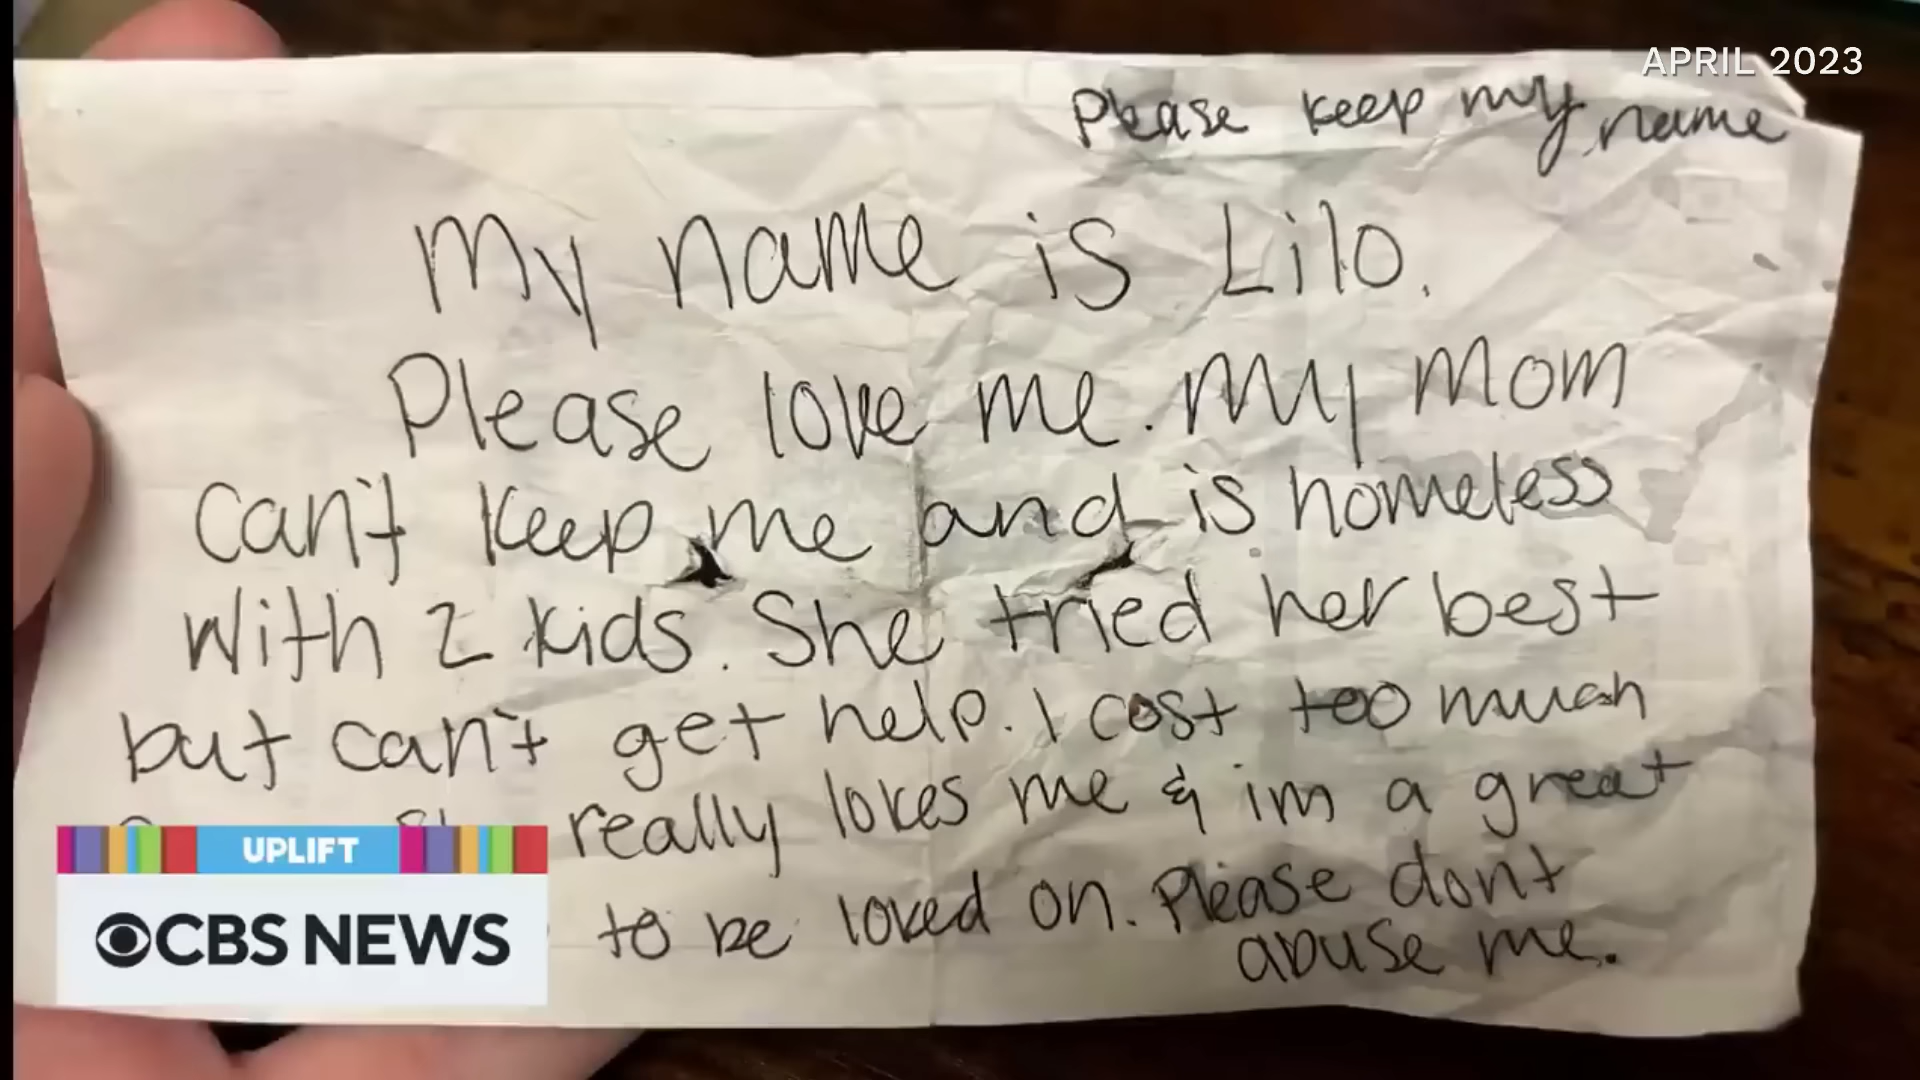 APRIL 2023
Please keep my name
My name is Lilo.
Please love me. My mom
can't keep me and is homeless
with 2 kids. She tried her best
but can't get help. I cost too much
really loves me & im a great
to be loved on. Please dont
abuse me.
UPLIFT
CBS NEWS